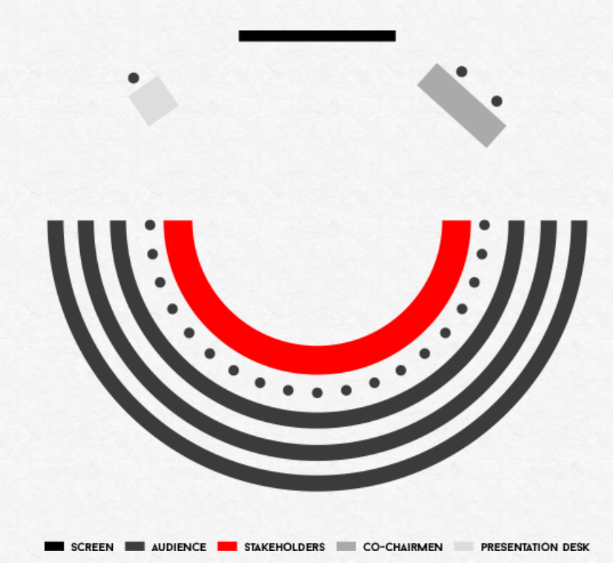 SCREEN AUDIENCE STAKEHOLDERS CO-CHAIRMEN PRESENTATION DESK